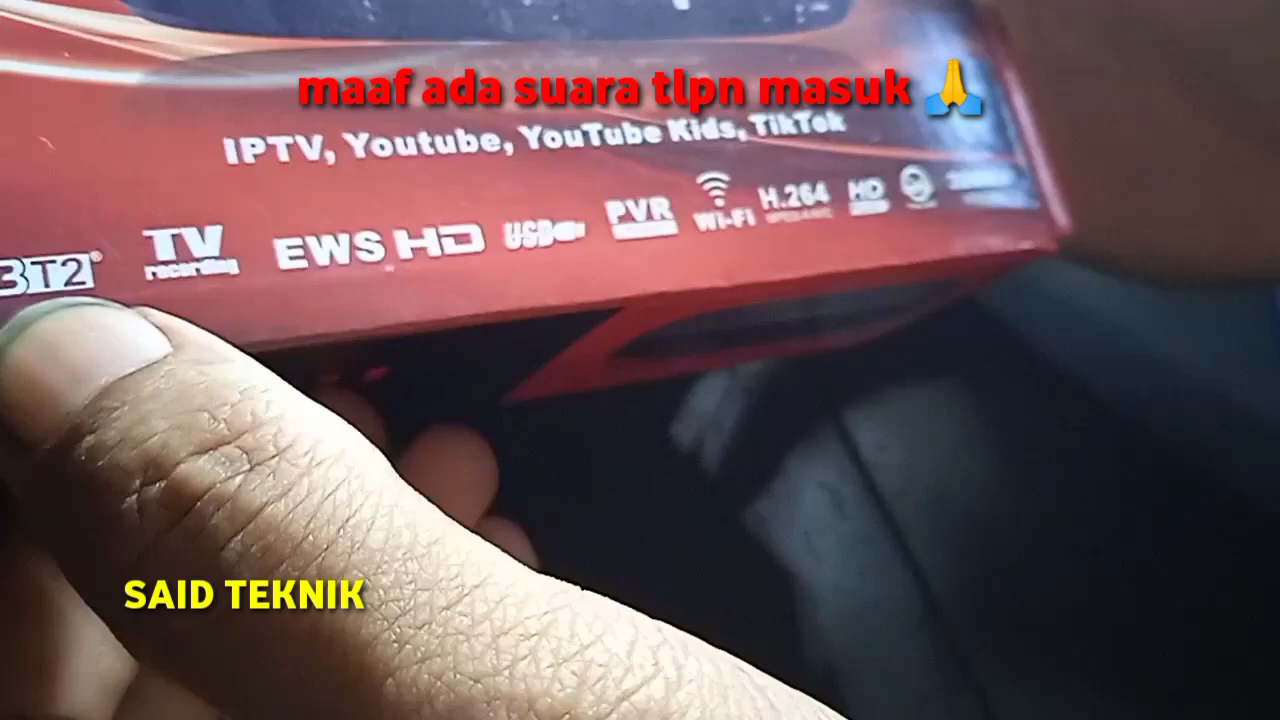 maaf ada suara tlpn masuk 🙏
IPTV, Youtube, YouTube Kids, TikTok
3T2® TV recording EWS HD USB PVR Wi-Fi H.264 HD
SAID TEKNIK